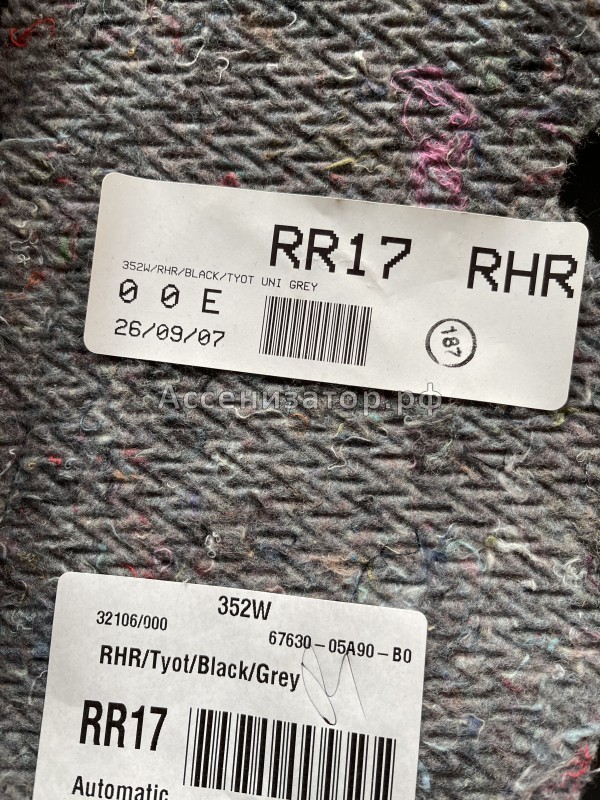 RR17 RHR
352W/RHR/BLACK/TYOT UNI GREY
0 0 E
26/09/07
187
Ассенизатор.рф
352W
32106/000
67630-05A90-B0
RHR/Tyot/Black/Grey
RR17
Automatic